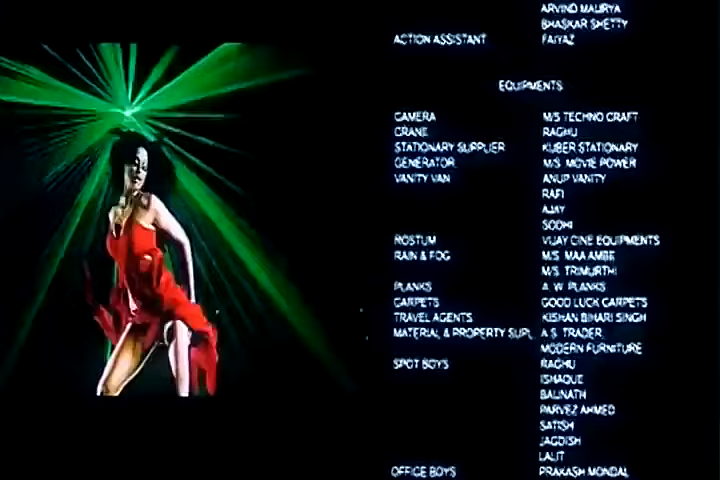 ARVIND MAURYA
BHASKAR SHETTY
ACTION ASSISTANT FAIYAZ
EQUIPMENTS
CAMERA M/S TECHNO CRAFT
CRANE RAGHU
STATIONARY SUPPLIER KUBER STATIONARY
GENERATOR M/S. MOVIE POWER
VANITY VAN ANUP VANITY
RAFI
AJAY
SODHI
ROSTUM VIJAY CINE EQUIPMENTS
RAIN & FOG M/S. MAA AMBE
M/S. TRIMURTHI
PLANKS A. W. PLANKS
CARPETS GOOD LUCK CARPETS
TRAVEL AGENTS KISHAN BIHARI SINGH
MATERIAL & PROPERTY SUPL. A.S. TRADER
MODERN FURNITURE
SPOT BOYS RAGHU
ISHAQUE
BALINATH
PARVEZ AHMED
SATISH
JAGDISH
LALIT
OFFICE BOYS PRAKASH MONDAL